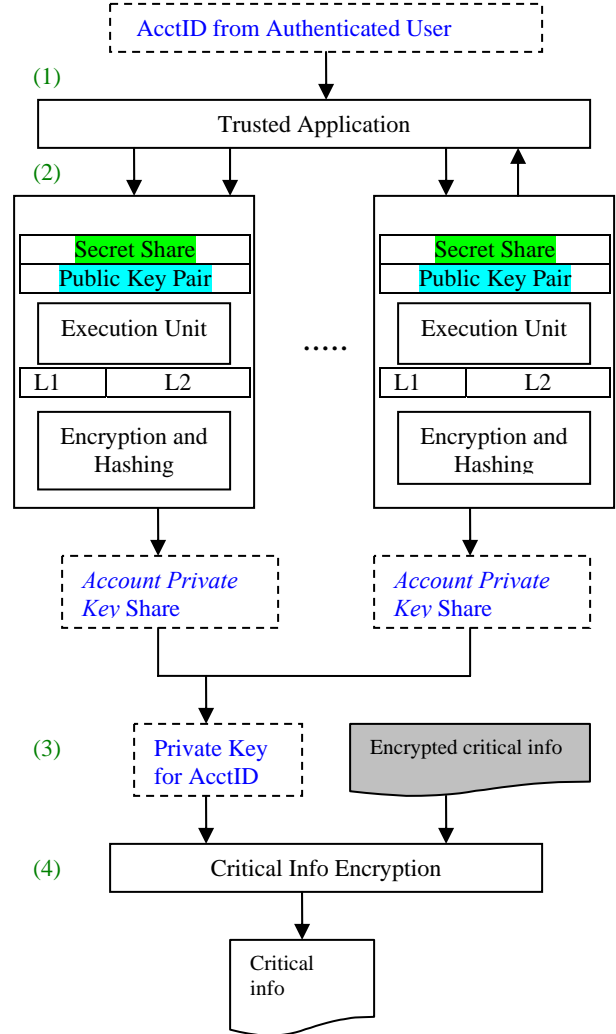 AcctID from Authenticated User
(1)
Trusted Application
(2)
Secret Share
Public Key Pair
Execution Unit
L1 L2
Encryption and
Hashing
.....
Secret Share
Public Key Pair
Execution Unit
L1 L2
Encryption and
Hashing
Account Private
Key Share
Account Private
Key Share
(3)
Private Key
for AcctID
Encrypted critical info
(4)
Critical Info Encryption
Critical
info